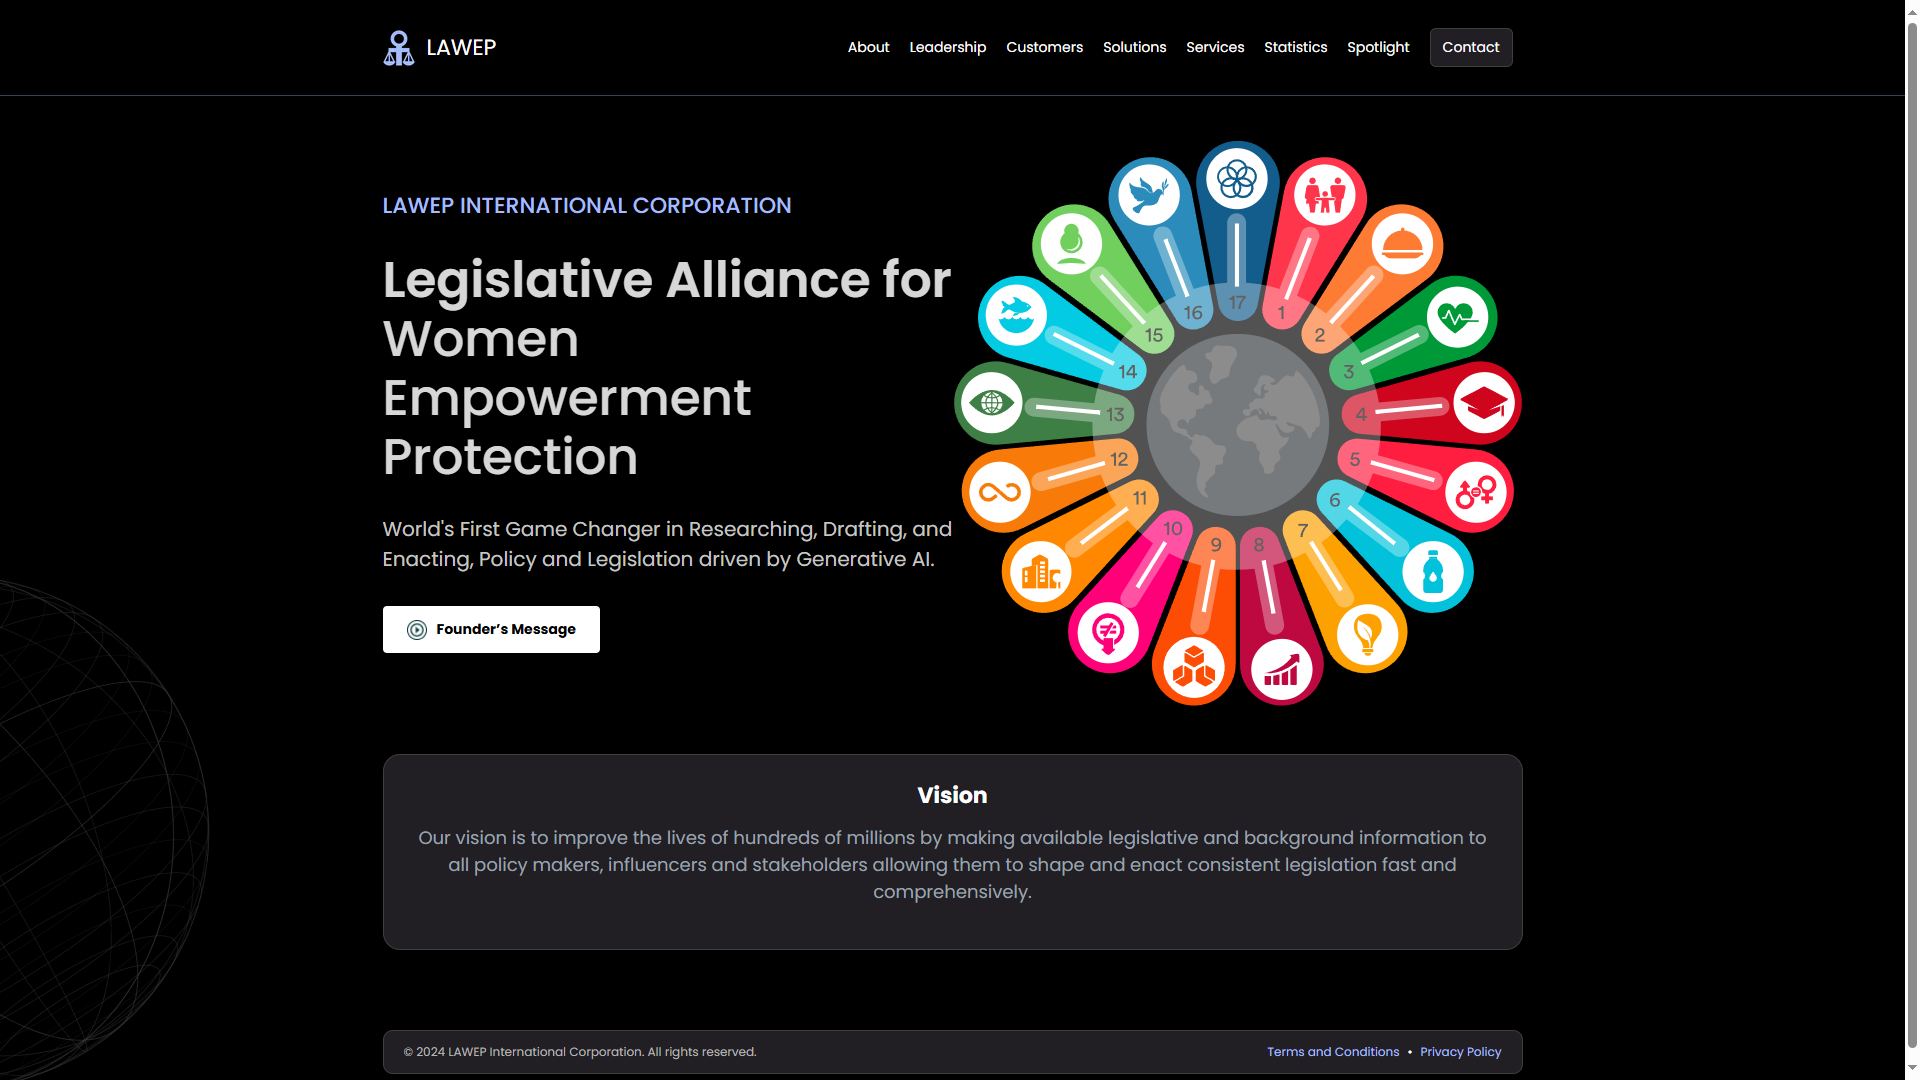 LAWEP
About Leadership Customers Solutions Services Statistics Spotlight Contact
LAWEP INTERNATIONAL CORPORATION
Legislative Alliance for
Women
Empowerment
Protection
World's First Game Changer in Researching, Drafting, and
Enacting, Policy and Legislation driven by Generative AI.
Founder’s Message
17
1
2
3
4
5
6
7
8
9
10
11
12
13
14
15
16
Vision
Our vision is to improve the lives of hundreds of millions by making available legislative and background information to
all policy makers, influencers and stakeholders allowing them to shape and enact consistent legislation fast and
comprehensively.
© 2024 LAWEP International Corporation. All rights reserved.
Terms and Conditions • Privacy Policy